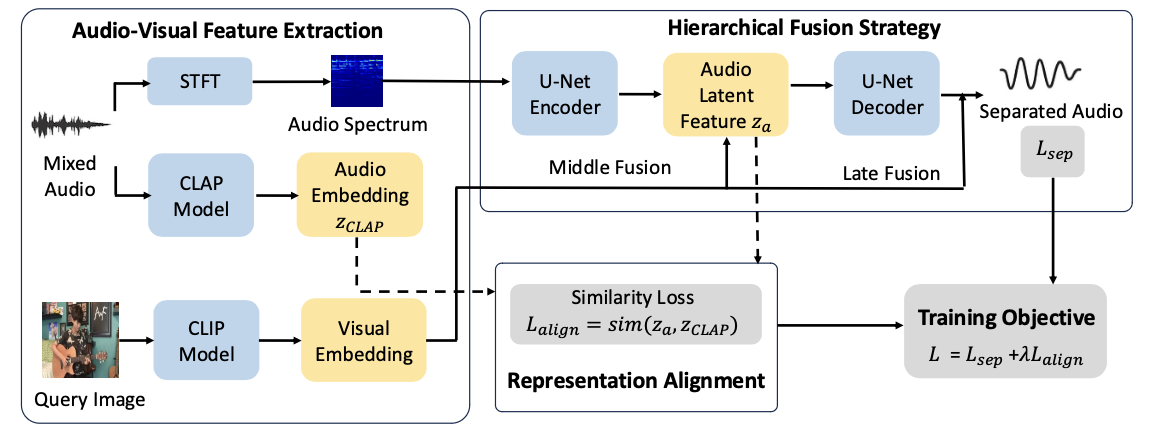 Audio-Visual Feature Extraction
STFT
Audio Spectrum
Mixed
Audio
CLAP
Model
Audio
Embedding
z_{CLAP}
CLIP
Model
Visual
Embedding
Query Image
Hierarchical Fusion Strategy
U-Net
Encoder
Audio
Latent
Feature z_a
U-Net
Decoder
Separated Audio
L_{sep}
Middle Fusion
Late Fusion
Similarity Loss
L_{align} = sim(z_a, z_{CLAP})
Representation Alignment
Training Objective
L = L_{sep} +λL_{align}